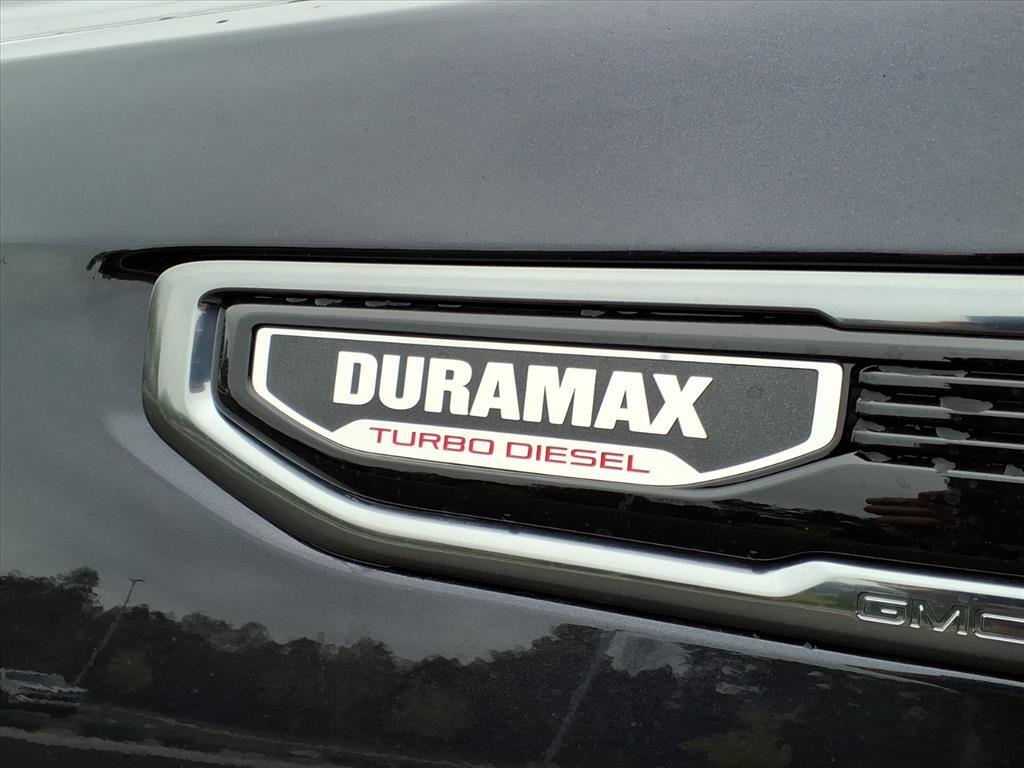 DURAMAX
TURBO DIESEL
GMC